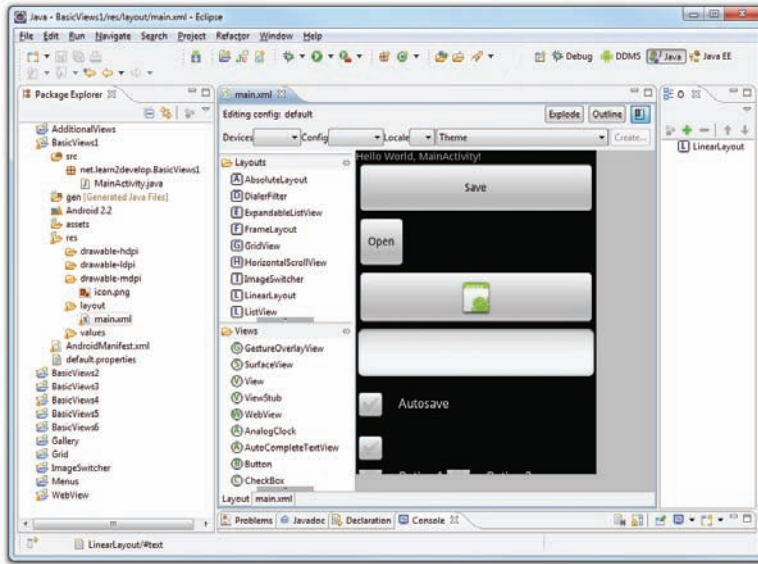 Java - BasicViews1/res/layout/main.xml - Eclipse
File Edit Run Navigate Search Project Refactor Window Help
Debug DDMS Java Java EE
Package Explorer
AdditionalViews
BasicViews1
src
net.learn2develop.BasicViews1
MainActivity.java
gen [Generated Java Files]
Android 2.2
assets
res
drawable-hdpi
drawable-ldpi
drawable-mdpi
icon.png
layout
main.xml
values
AndroidManifest.xml
default.properties
BasicViews2
BasicViews3
BasicViews4
BasicViews5
BasicViews6
Gallery
Grid
ImageSwitcher
Menus
WebView
main.xml
Editing config: default
Explode Outline
Devices Config Locale Theme Create...
Layouts
A AbsoluteLayout
D DialerFilter
E ExpandableListView
F FrameLayout
G GridView
H HorizontalScrollView
I ImageSwitcher
L LinearLayout
L ListView
Views
G GestureOverlayView
S SurfaceView
V View
V ViewStub
W WebView
A AnalogClock
A AutoCompleteTextView
B Button
C CheckBox
Hello World, MainActivity!
Save
Open
Autosave
Layout main.xml
O
L LinearLayout
Problems Javadoc Declaration Console
LinearLayout/#text